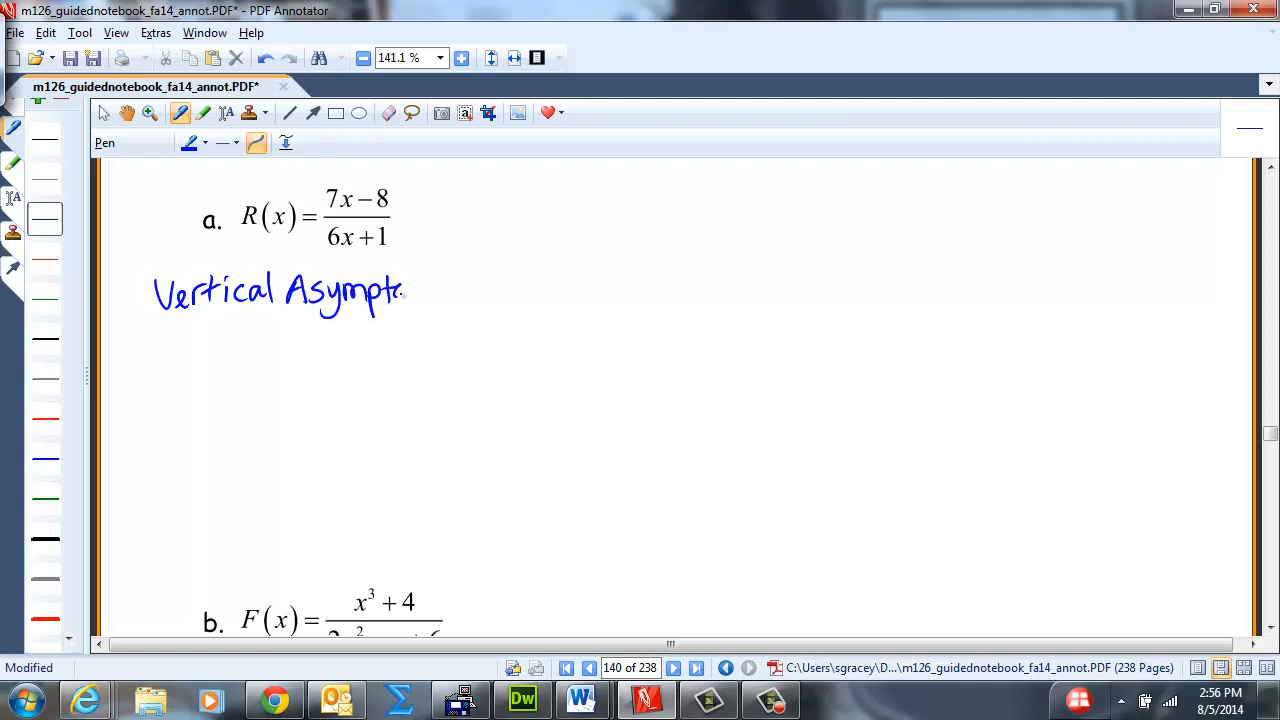 m126_guidednotebook_fa14_annot.PDF* - PDF Annotator
File Edit Tool View Extras Window Help
141.1 %
m126_guidednotebook_fa14_annot.PDF*
Pen
a. R(x) = (7x − 8)/(6x + 1)
Vertical Asympt
b. F(x) = x³ + 4
Modified
140 of 238
C:\Users\sgracey\D...\m126_guidednotebook_fa14_annot.PDF (238 Pages)
Dw
2:56 PM
8/5/2014